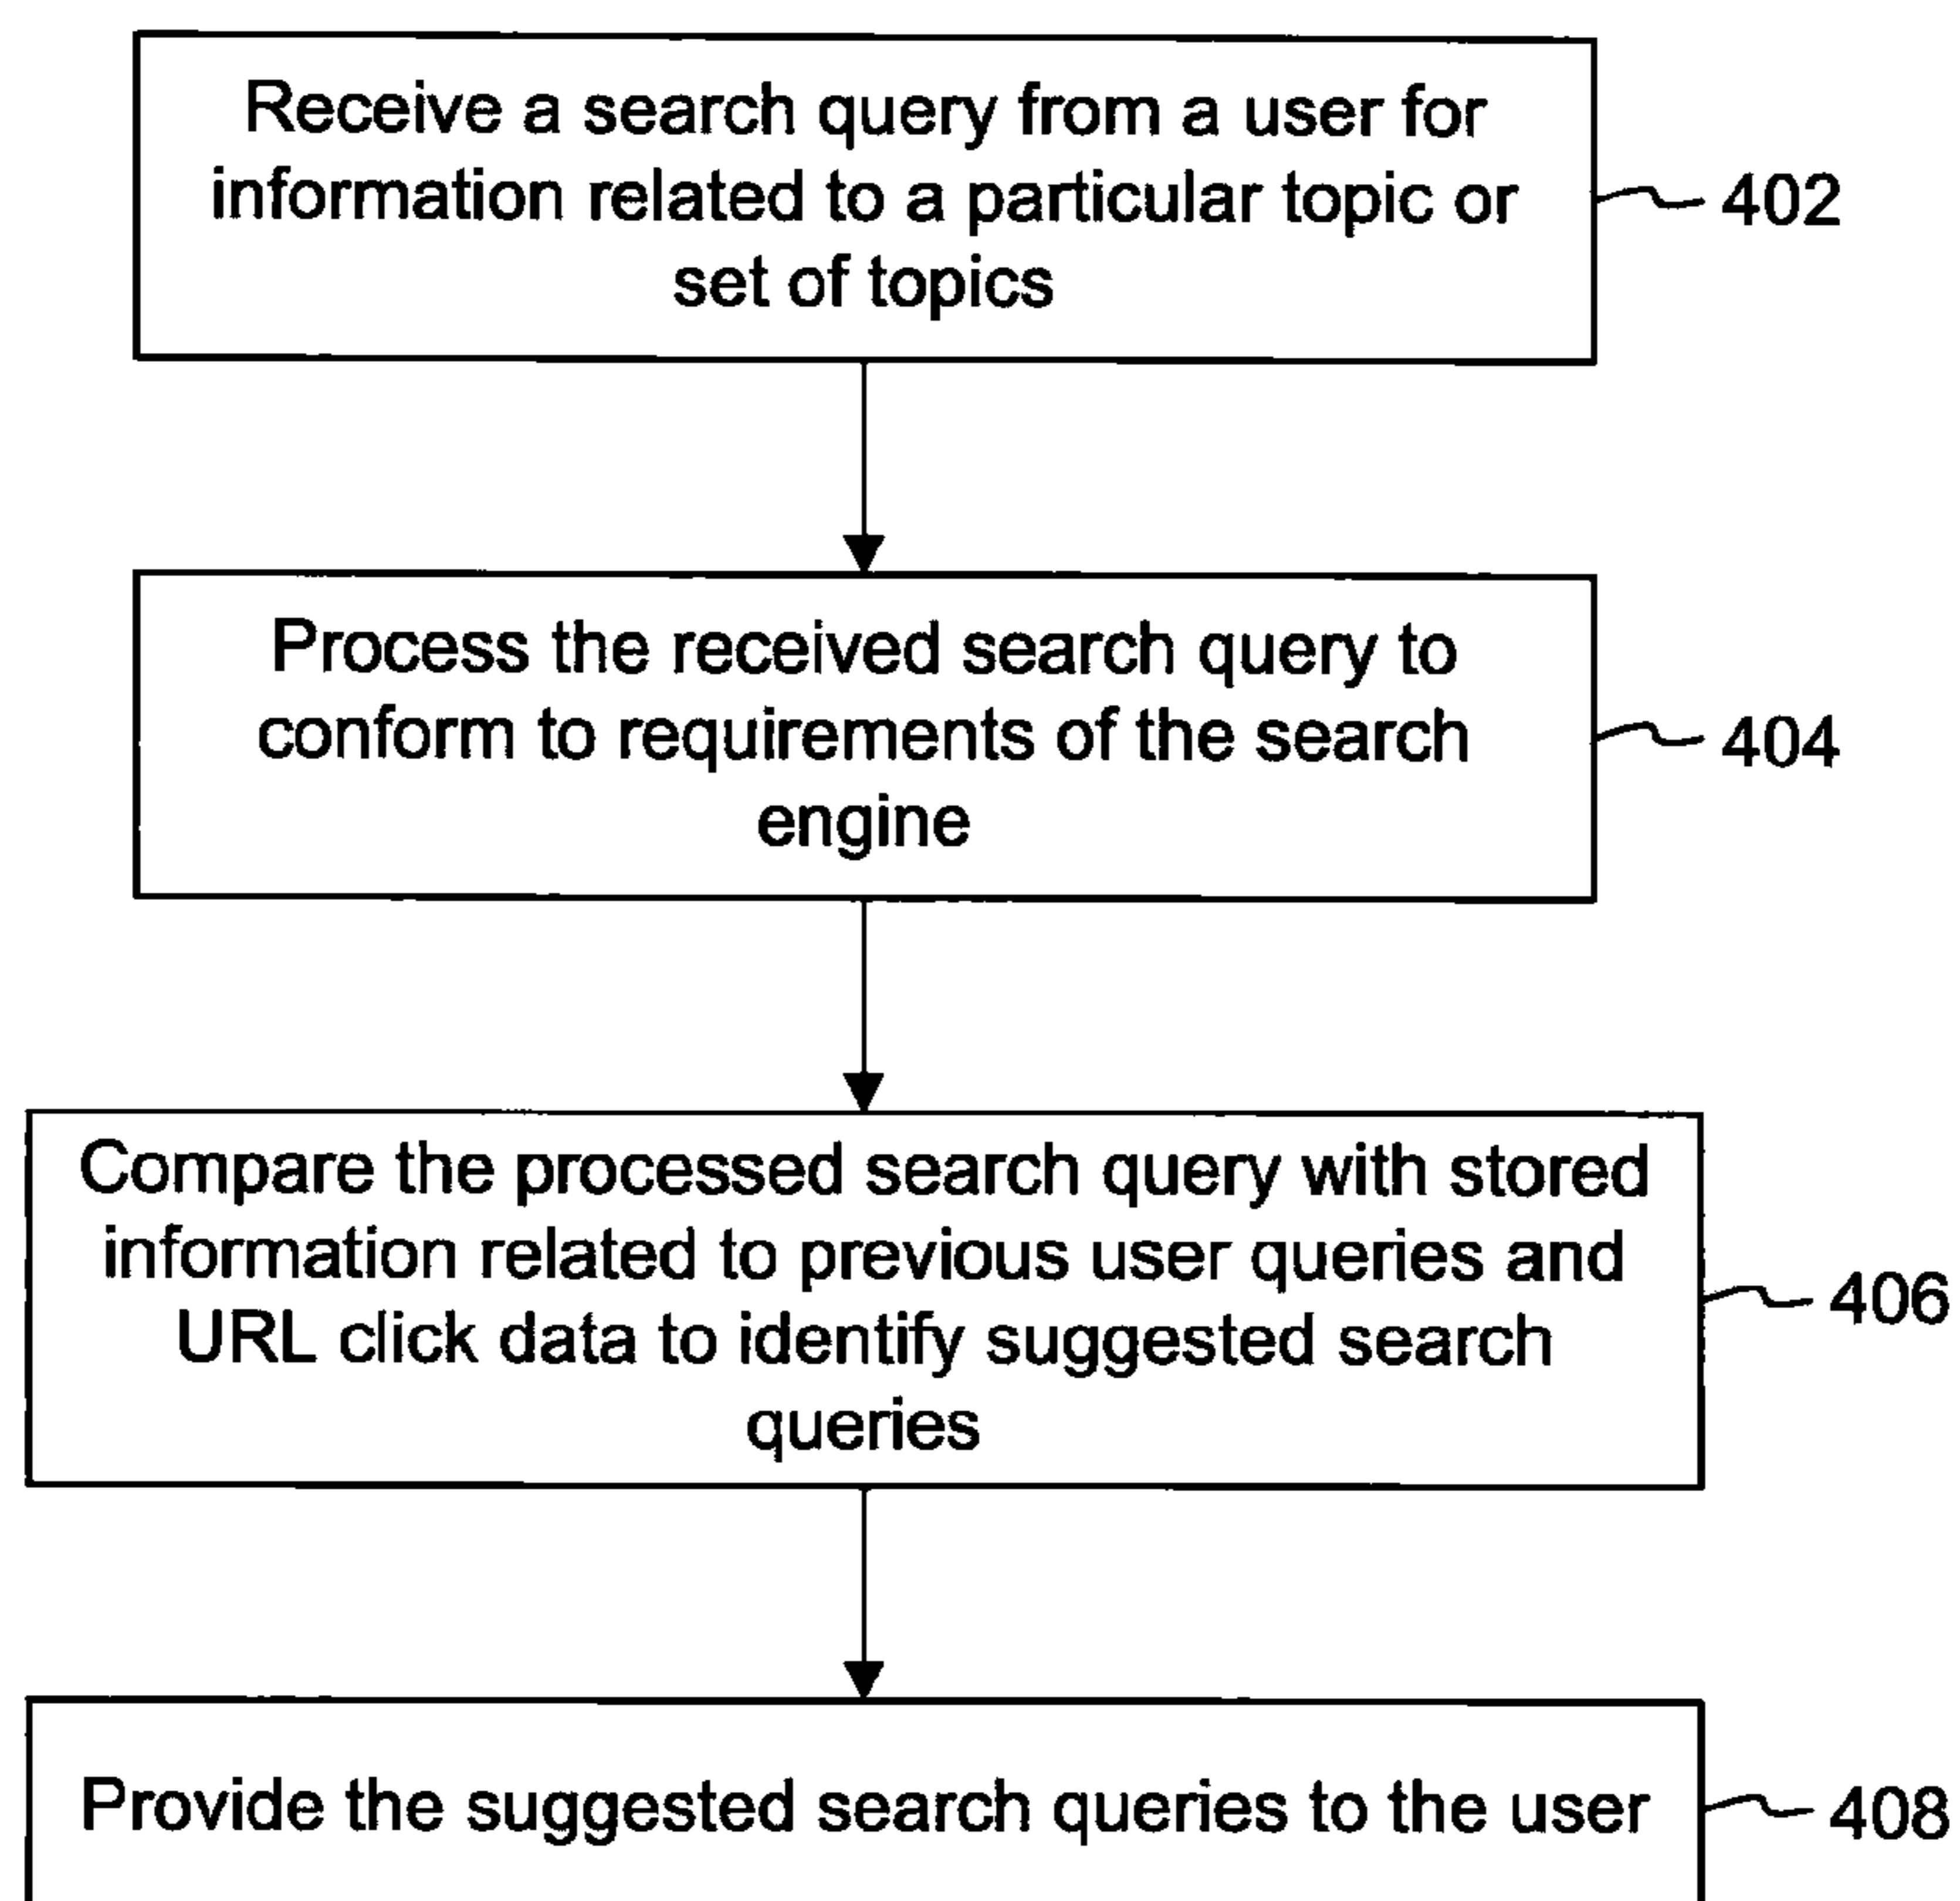 Receive a search query from a user for
information related to a particular topic or
set of topics
402
Process the received search query to
conform to requirements of the search
engine
404
Compare the processed search query with stored
information related to previous user queries and
URL click data to identify suggested search
queries
406
Provide the suggested search queries to the user
408